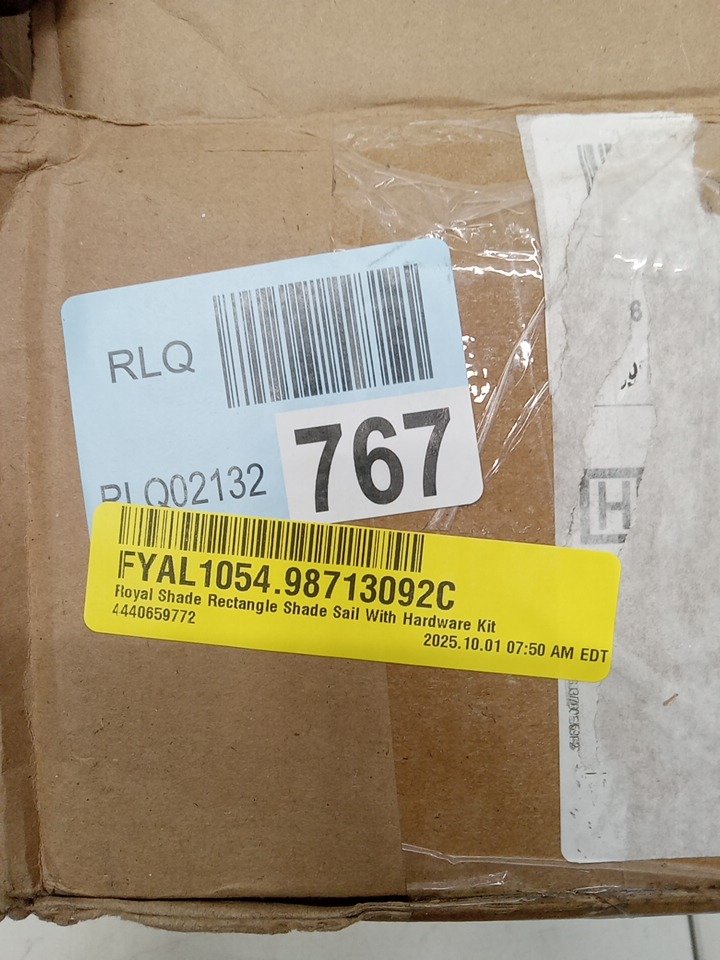 RLQ
RLQ02132
767
FYAL1054.98713092C
Royal Shade Rectangle Shade Sail With Hardware Kit
4440659772
2025.10.01 07:50 AM EDT
6
H